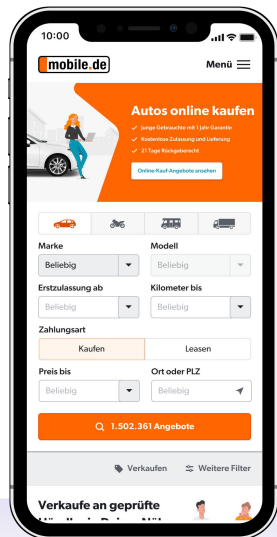 10:00
mobile.de
Menü
Autos online kaufen
Junge Gebrauchte mit 1 Jahr Garantie
Kostenlose Zulassung und Lieferung
21 Tage Rückgaberecht
Online-Kauf-Angebote ansehen
Marke Modell
Beliebig Beliebig
Erstzulassung ab Kilometer bis
Beliebig Beliebig
Zahlungsart
Kaufen Leasen
Preis bis Ort oder PLZ
Beliebig Beliebig
1.502.361 Angebote
Verkaufen Weitere Filter
Verkaufe an geprüfte